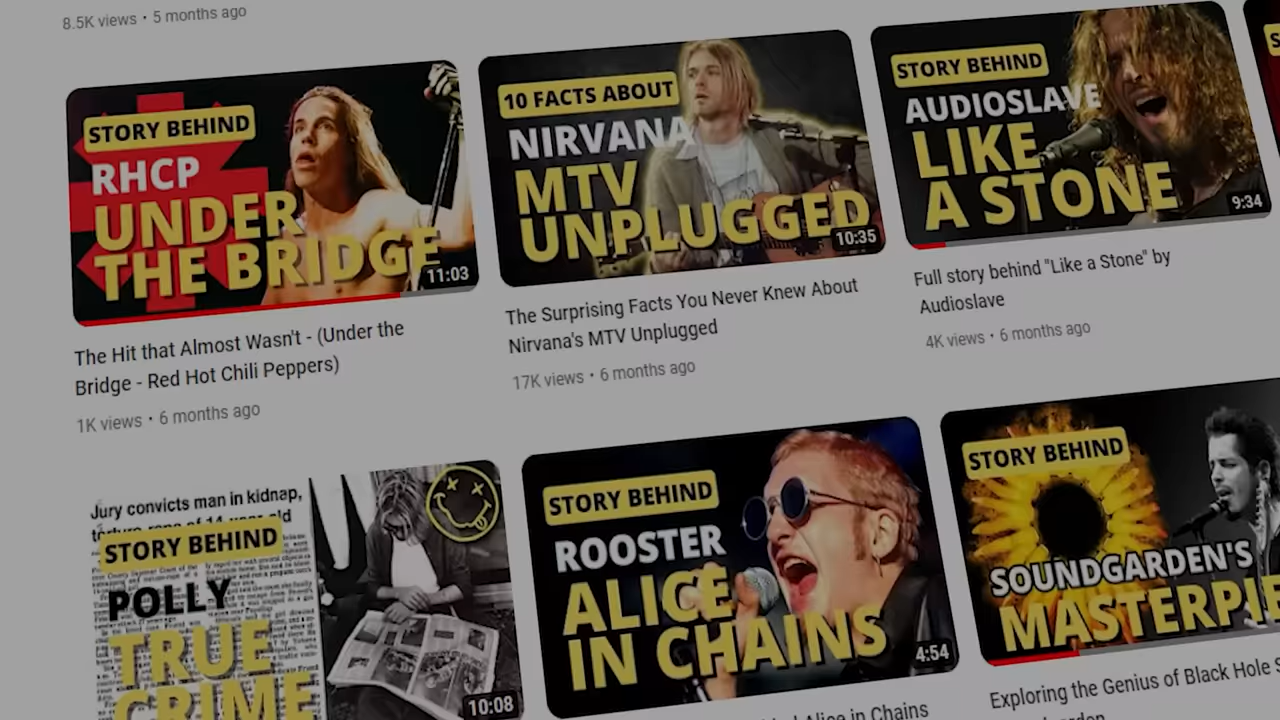 8.5K views • 5 months ago
STORY BEHIND
RHCP
UNDER
THE BRIDGE
11:03
The Hit that Almost Wasn't - (Under the
Bridge - Red Hot Chili Peppers)
1K views • 6 months ago
10 FACTS ABOUT
NIRVANA
MTV
UNPLUGGED
10:35
The Surprising Facts You Never Knew About
Nirvana's MTV Unplugged
17K views • 6 months ago
STORY BEHIND
AUDIOSLAVE
LIKE
A STONE
9:34
Full story behind "Like a Stone" by
Audioslave
4K views • 6 months ago
Jury convicts man in kidnap,
STORY BEHIND
POLLY
TRUE
CRIME
10:08
STORY BEHIND
ROOSTER
ALICE
IN CHAINS
4:54
Alice in Chains
STORY BEHIND
SOUNDGARDEN'S
MASTERPIE
Exploring the Genius of Black Hole S